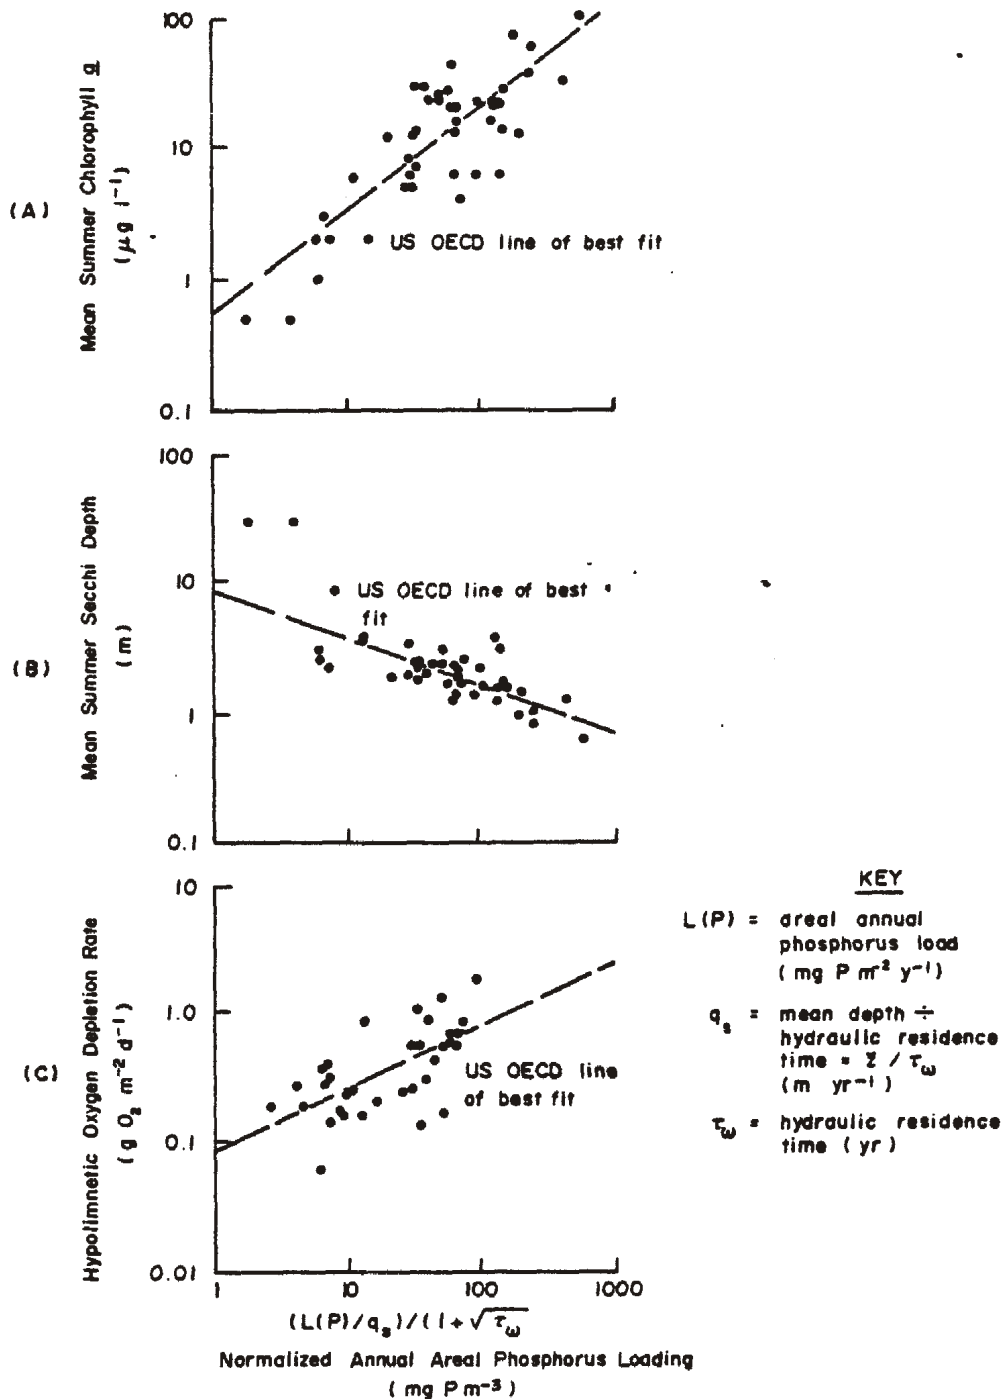 (A)
Mean Summer Chlorophyll a
(μg l⁻¹)
100
10
1
0.1
US OECD line of best fit
(B)
Mean Summer Secchi Depth
(m)
100
10
1
0.1
US OECD line of best
fit
(C)
Hypolimnetic Oxygen Depletion Rate
(g O₂ m⁻² d⁻¹)
10
1.0
0.1
0.01
US OECD line
of best fit
1 10 100 1000
(L(P)/qₛ)/(1+√τ_ω
Normalized Annual Areal Phosphorus Loading
(mg P m⁻³)
KEY
L(P) = areal annual
phosphorus load
(mg P m⁻² y⁻¹)
qₛ = mean depth ÷
hydraulic residence
time = z̄ / τ_ω
(m yr⁻¹)
τ_ω = hydraulic residence
time (yr)